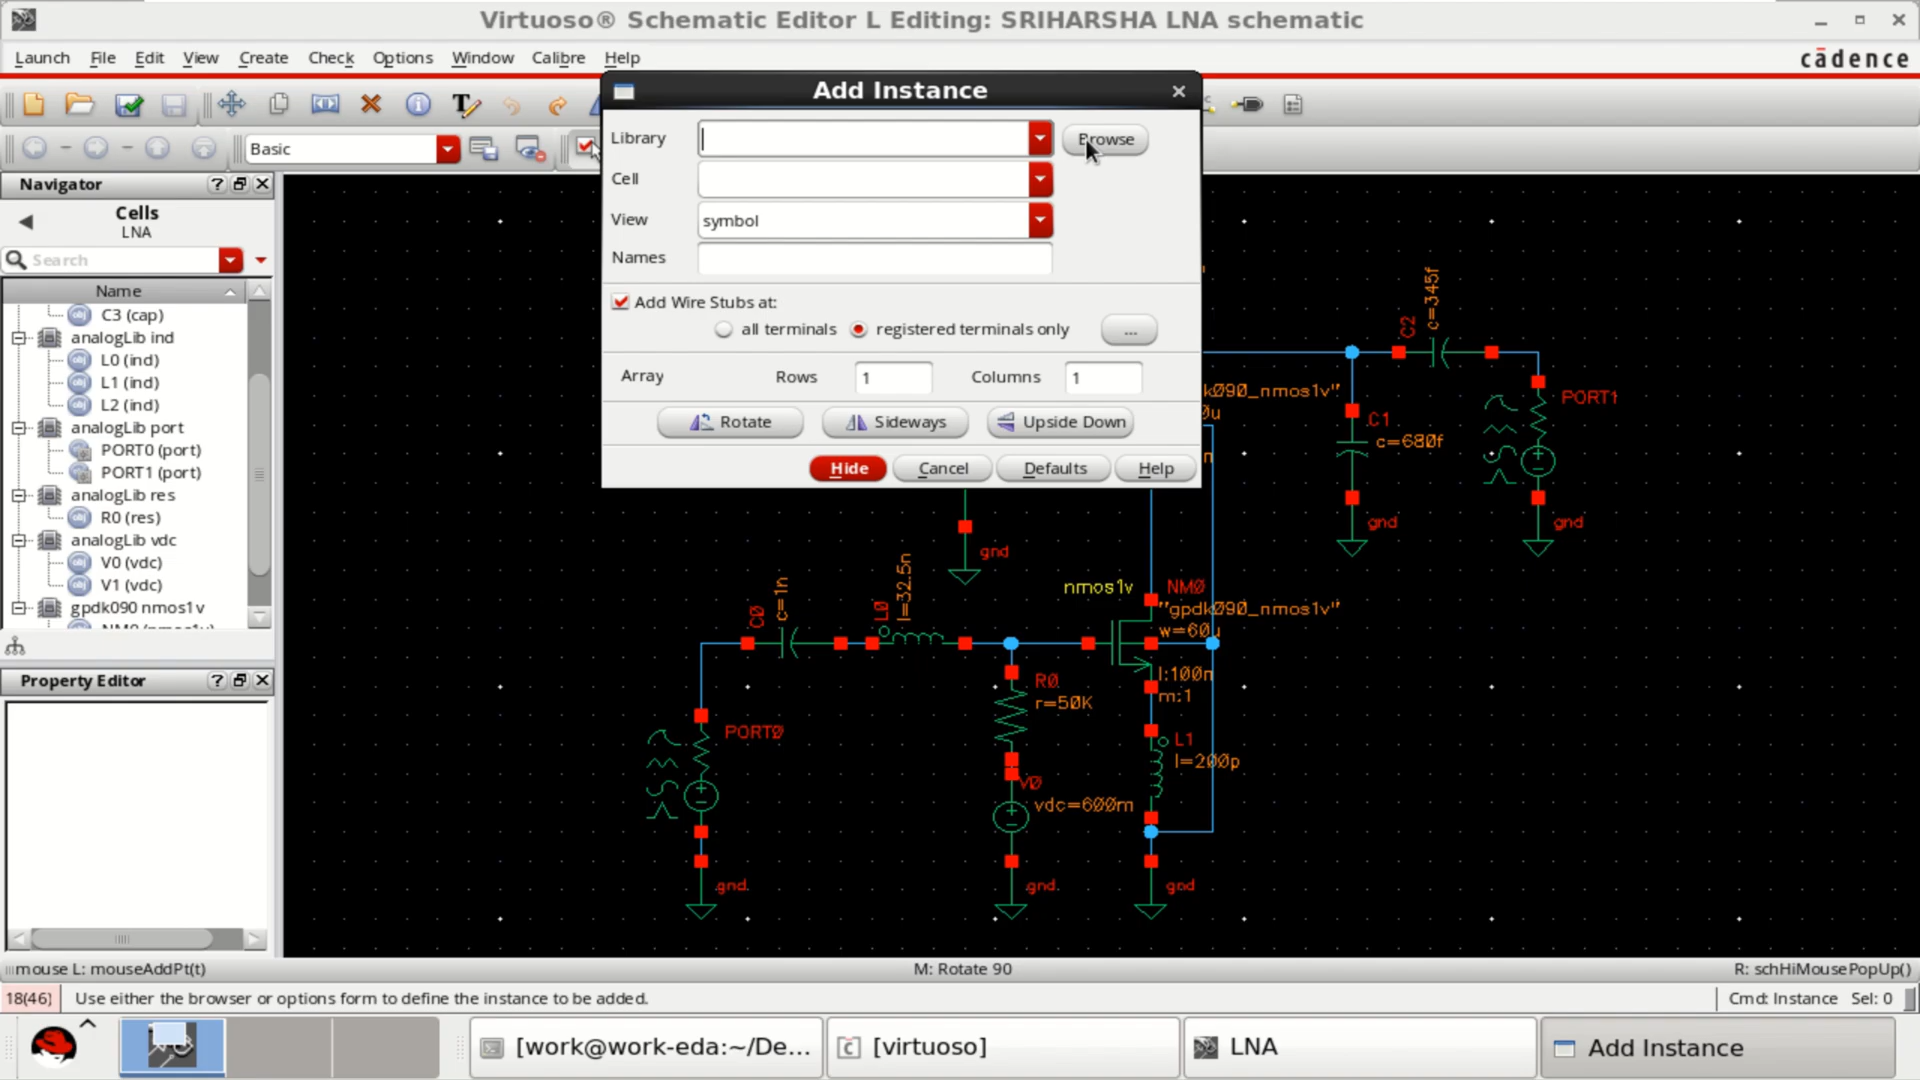 Virtuoso® Schematic Editor L Editing: SRIHARSHA LNA schematic
Launch File Edit View Create Check Options Window Calibre Help
cādence
Basic
Navigator
Cells
LNA
Search
Name
C3 (cap)
analogLib ind
L0 (ind)
L1 (ind)
L2 (ind)
analogLib port
PORT0 (port)
PORT1 (port)
analogLib res
R0 (res)
analogLib vdc
V0 (vdc)
V1 (vdc)
gpdk090 nmos1v
Property Editor
Add Instance
Library
Browse
Cell
View symbol
Names
Add Wire Stubs at:
all terminals registered terminals only ...
Array Rows 1 Columns 1
Rotate Sideways Upside Down
Hide Cancel Defaults Help
C2
c=345f
PORT1
C1
c=680f
gnd
gnd
gnd
C0
c=1n
L0
l=32.5n
nmos1v
NM0
"gpdk090_nmos1v"
w=60u
l:100n
m:1
R0
r=50K
PORT0
L1
l=200p
V0
vdc=600m
gnd
gnd
gnd
mouse L: mouseAddPt(t) M: Rotate 90 R: schHiMousePopUp()
18(46) Use either the browser or options form to define the instance to be added. Cmd: Instance Sel: 0
[work@work-eda:~/De... [virtuoso] LNA Add Instance